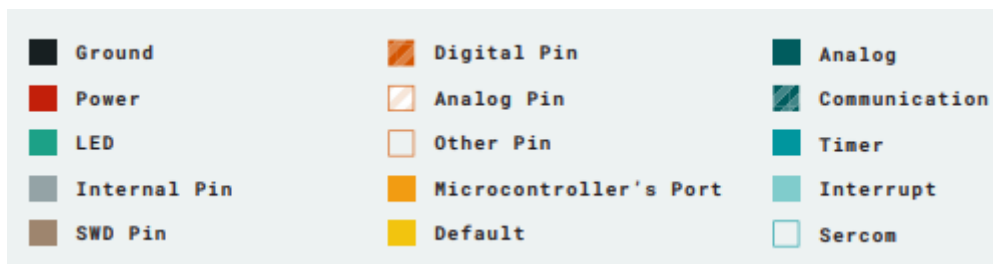 Ground
Power
LED
Internal Pin
SWD Pin
Digital Pin
Analog Pin
Other Pin
Microcontroller's Port
Default
Analog
Communication
Timer
Interrupt
Sercom